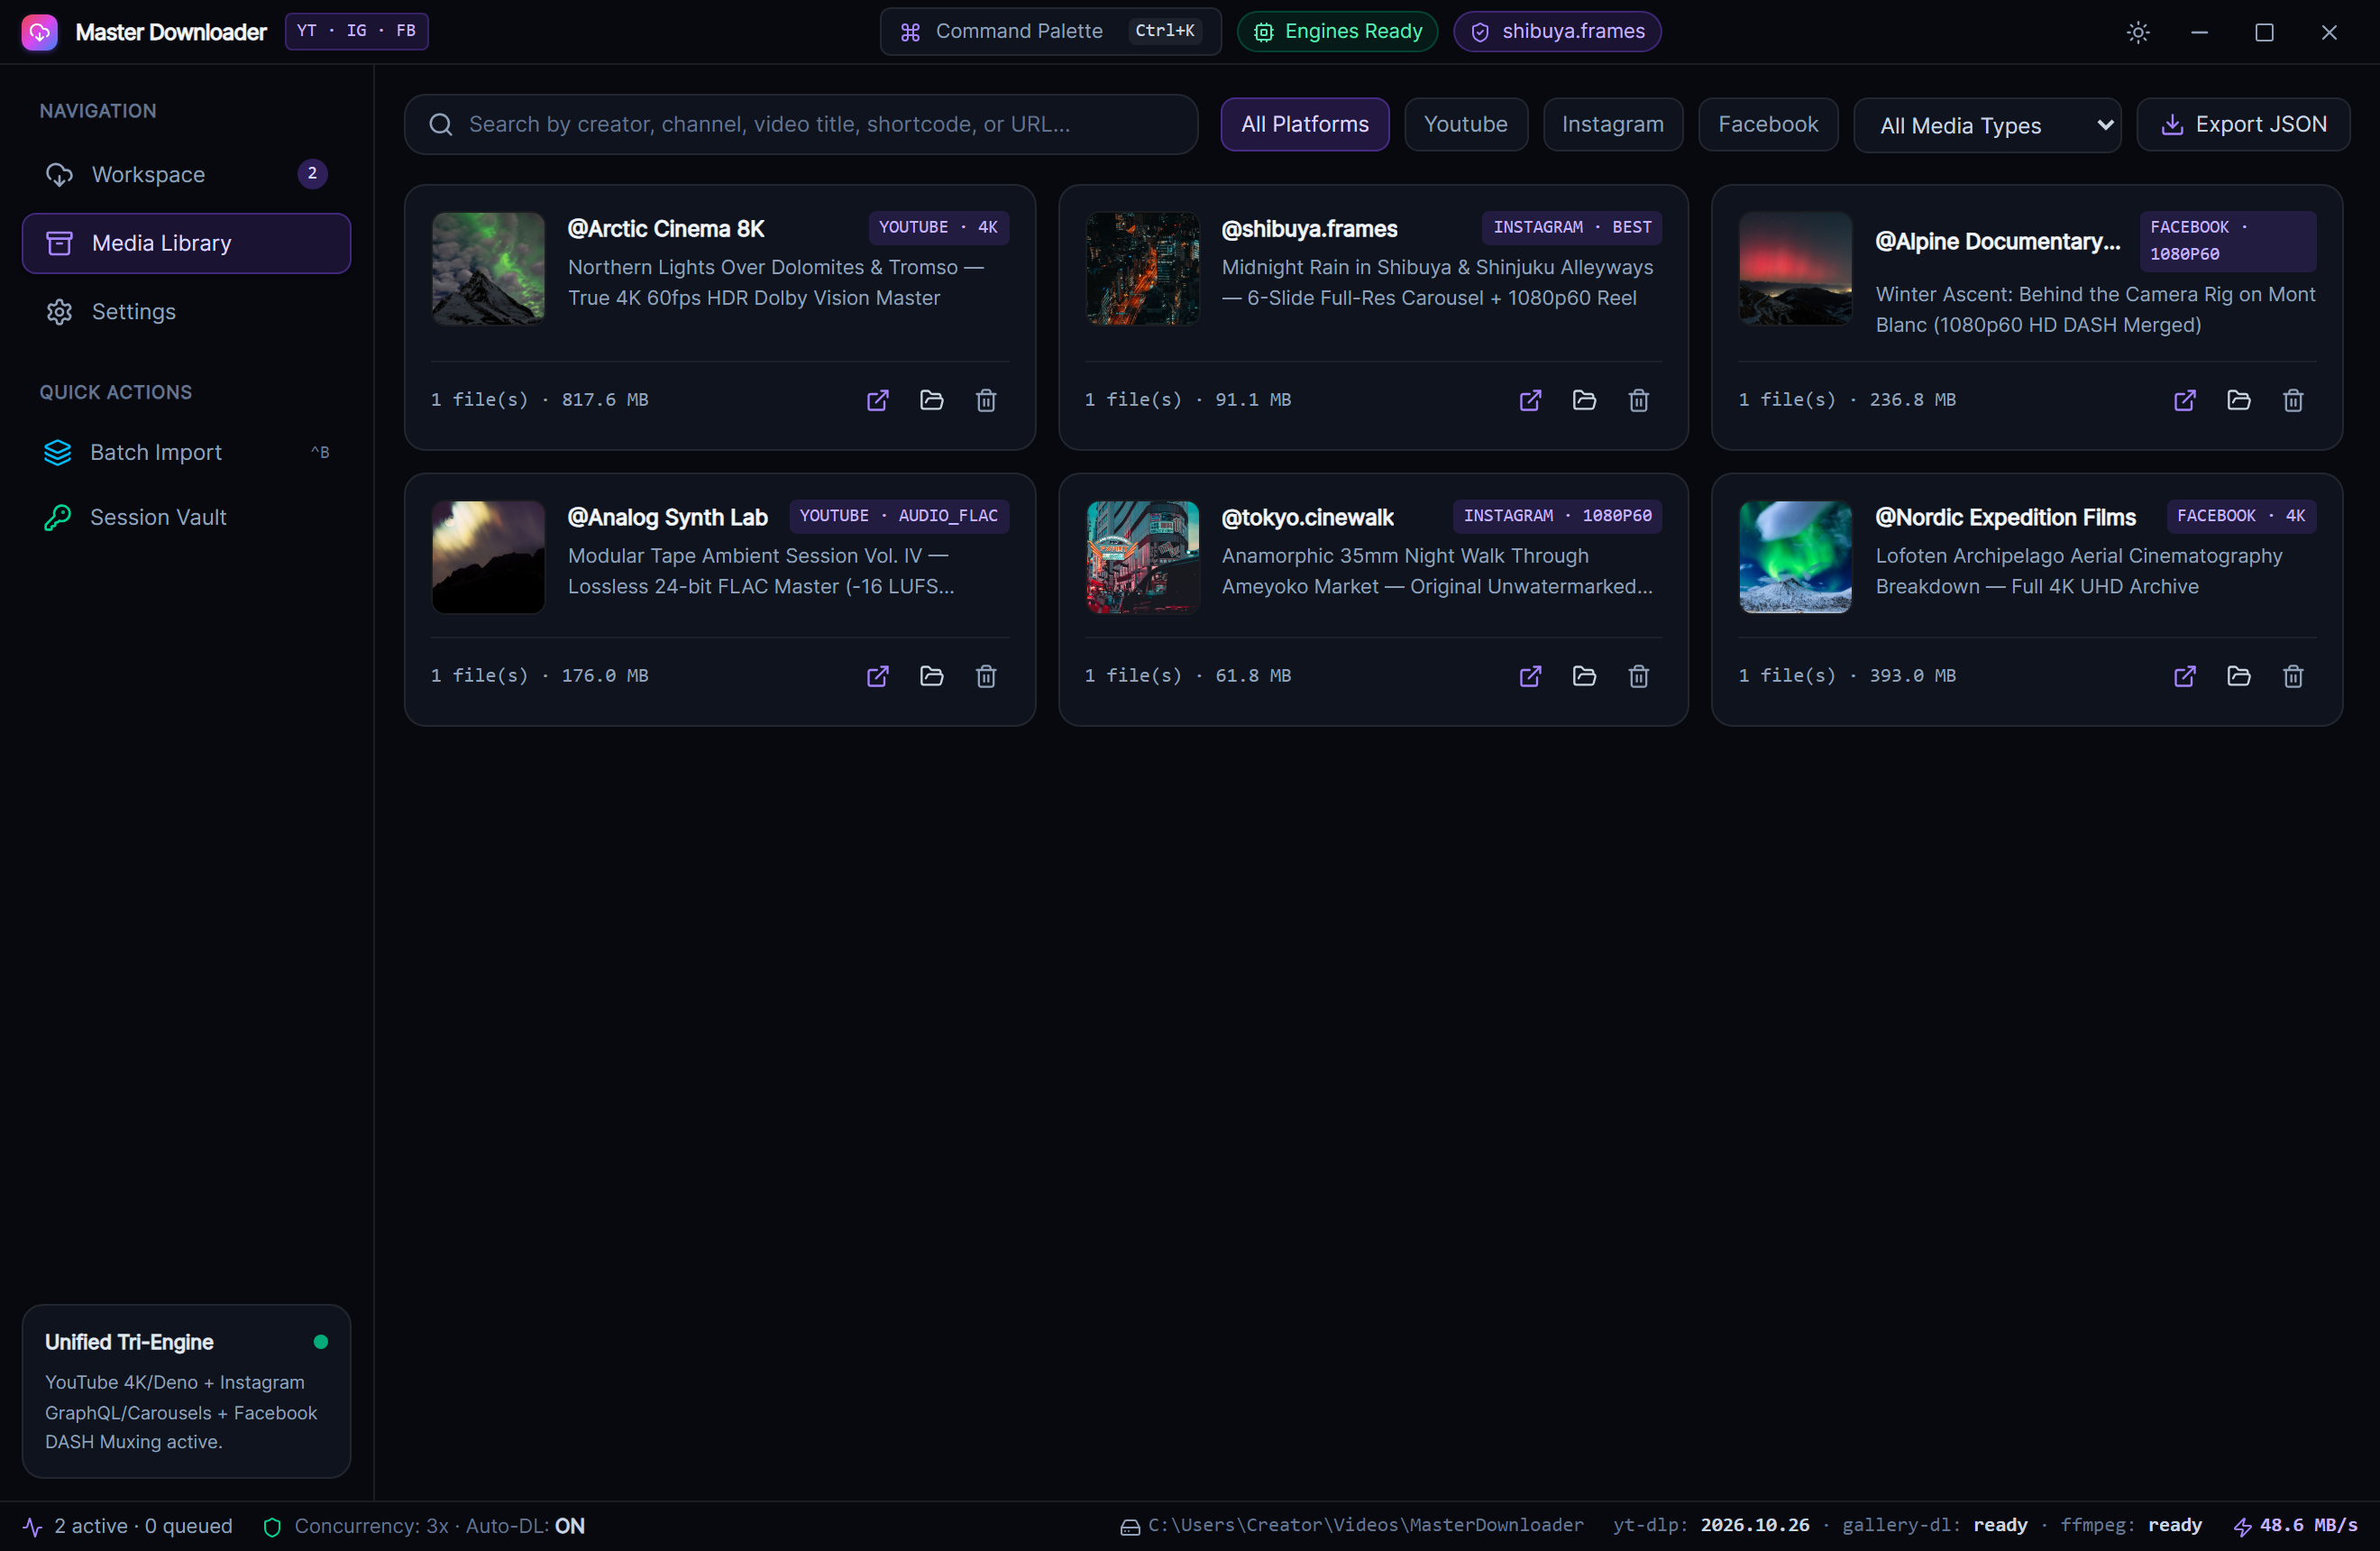 Master Downloader YT · IG · FB Command Palette Ctrl+K Engines Ready shibuya.frames
NAVIGATION
Workspace 2
Media Library
Settings
QUICK ACTIONS
Batch Import ^B
Session Vault
Unified Tri-Engine
YouTube 4K/Deno + Instagram
GraphQL/Carousels + Facebook
DASH Muxing active.
Search by creator, channel, video title, shortcode, or URL... All Platforms Youtube Instagram Facebook All Media Types Export JSON
@Arctic Cinema 8K YOUTUBE · 4K
Northern Lights Over Dolomites & Tromso —
True 4K 60fps HDR Dolby Vision Master
1 file(s) · 817.6 MB
@shibuya.frames INSTAGRAM · BEST
Midnight Rain in Shibuya & Shinjuku Alleyways
— 6-Slide Full-Res Carousel + 1080p60 Reel
1 file(s) · 91.1 MB
@Alpine Documentary... FACEBOOK ·
1080P60
Winter Ascent: Behind the Camera Rig on Mont
Blanc (1080p60 HD DASH Merged)
1 file(s) · 236.8 MB
@Analog Synth Lab YOUTUBE · AUDIO_FLAC
Modular Tape Ambient Session Vol. IV —
Lossless 24-bit FLAC Master (-16 LUFS...
1 file(s) · 176.0 MB
@tokyo.cinewalk INSTAGRAM · 1080P60
Anamorphic 35mm Night Walk Through
Ameyoko Market — Original Unwatermarked...
1 file(s) · 61.8 MB
@Nordic Expedition Films FACEBOOK · 4K
Lofoten Archipelago Aerial Cinematography
Breakdown — Full 4K UHD Archive
1 file(s) · 393.0 MB
2 active · 0 queued Concurrency: 3x · Auto-DL: ON C:\Users\Creator\Videos\MasterDownloader yt-dlp: 2026.10.26 · gallery-dl: ready · ffmpeg: ready 48.6 MB/s